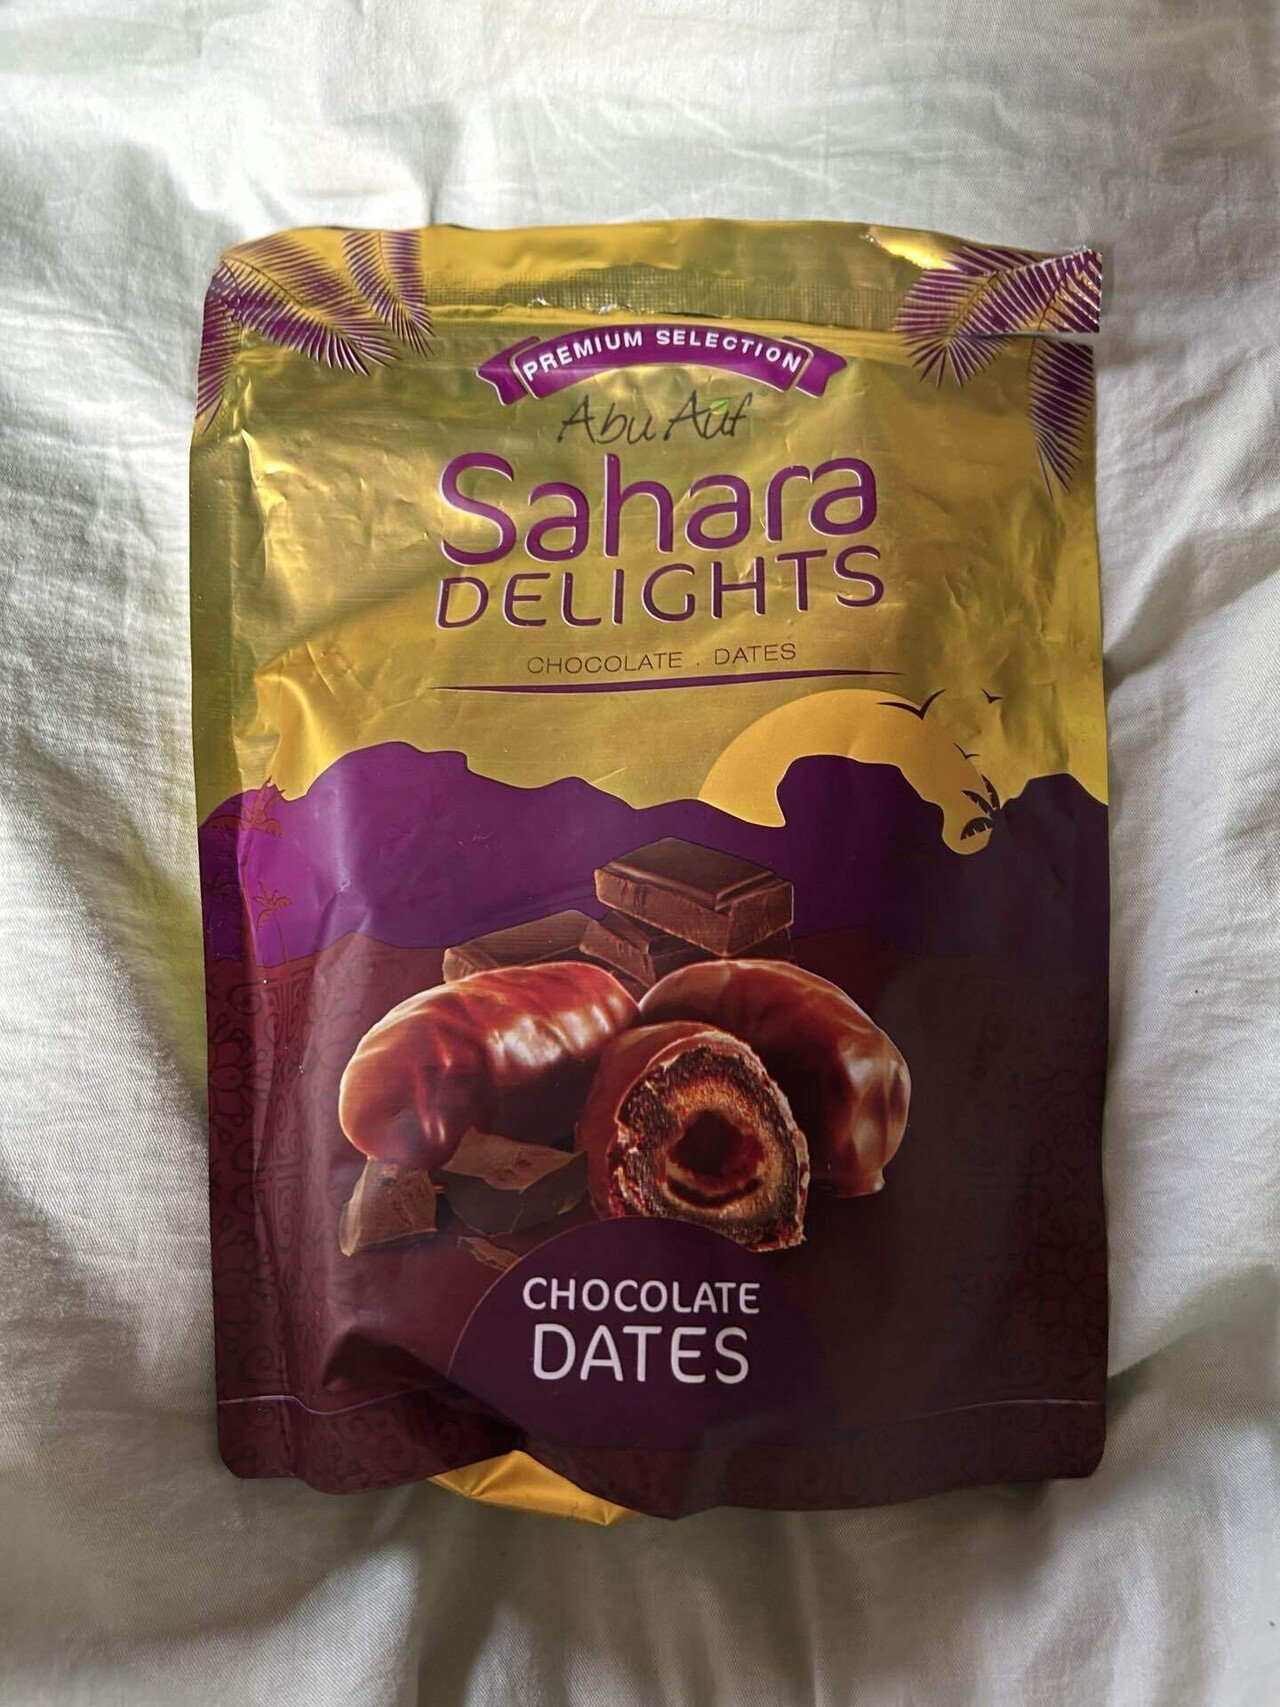 PREMIUM SELECTION
Abu Auf
Sahara
DELIGHTS
CHOCOLATE . DATES
CHOCOLATE
DATES